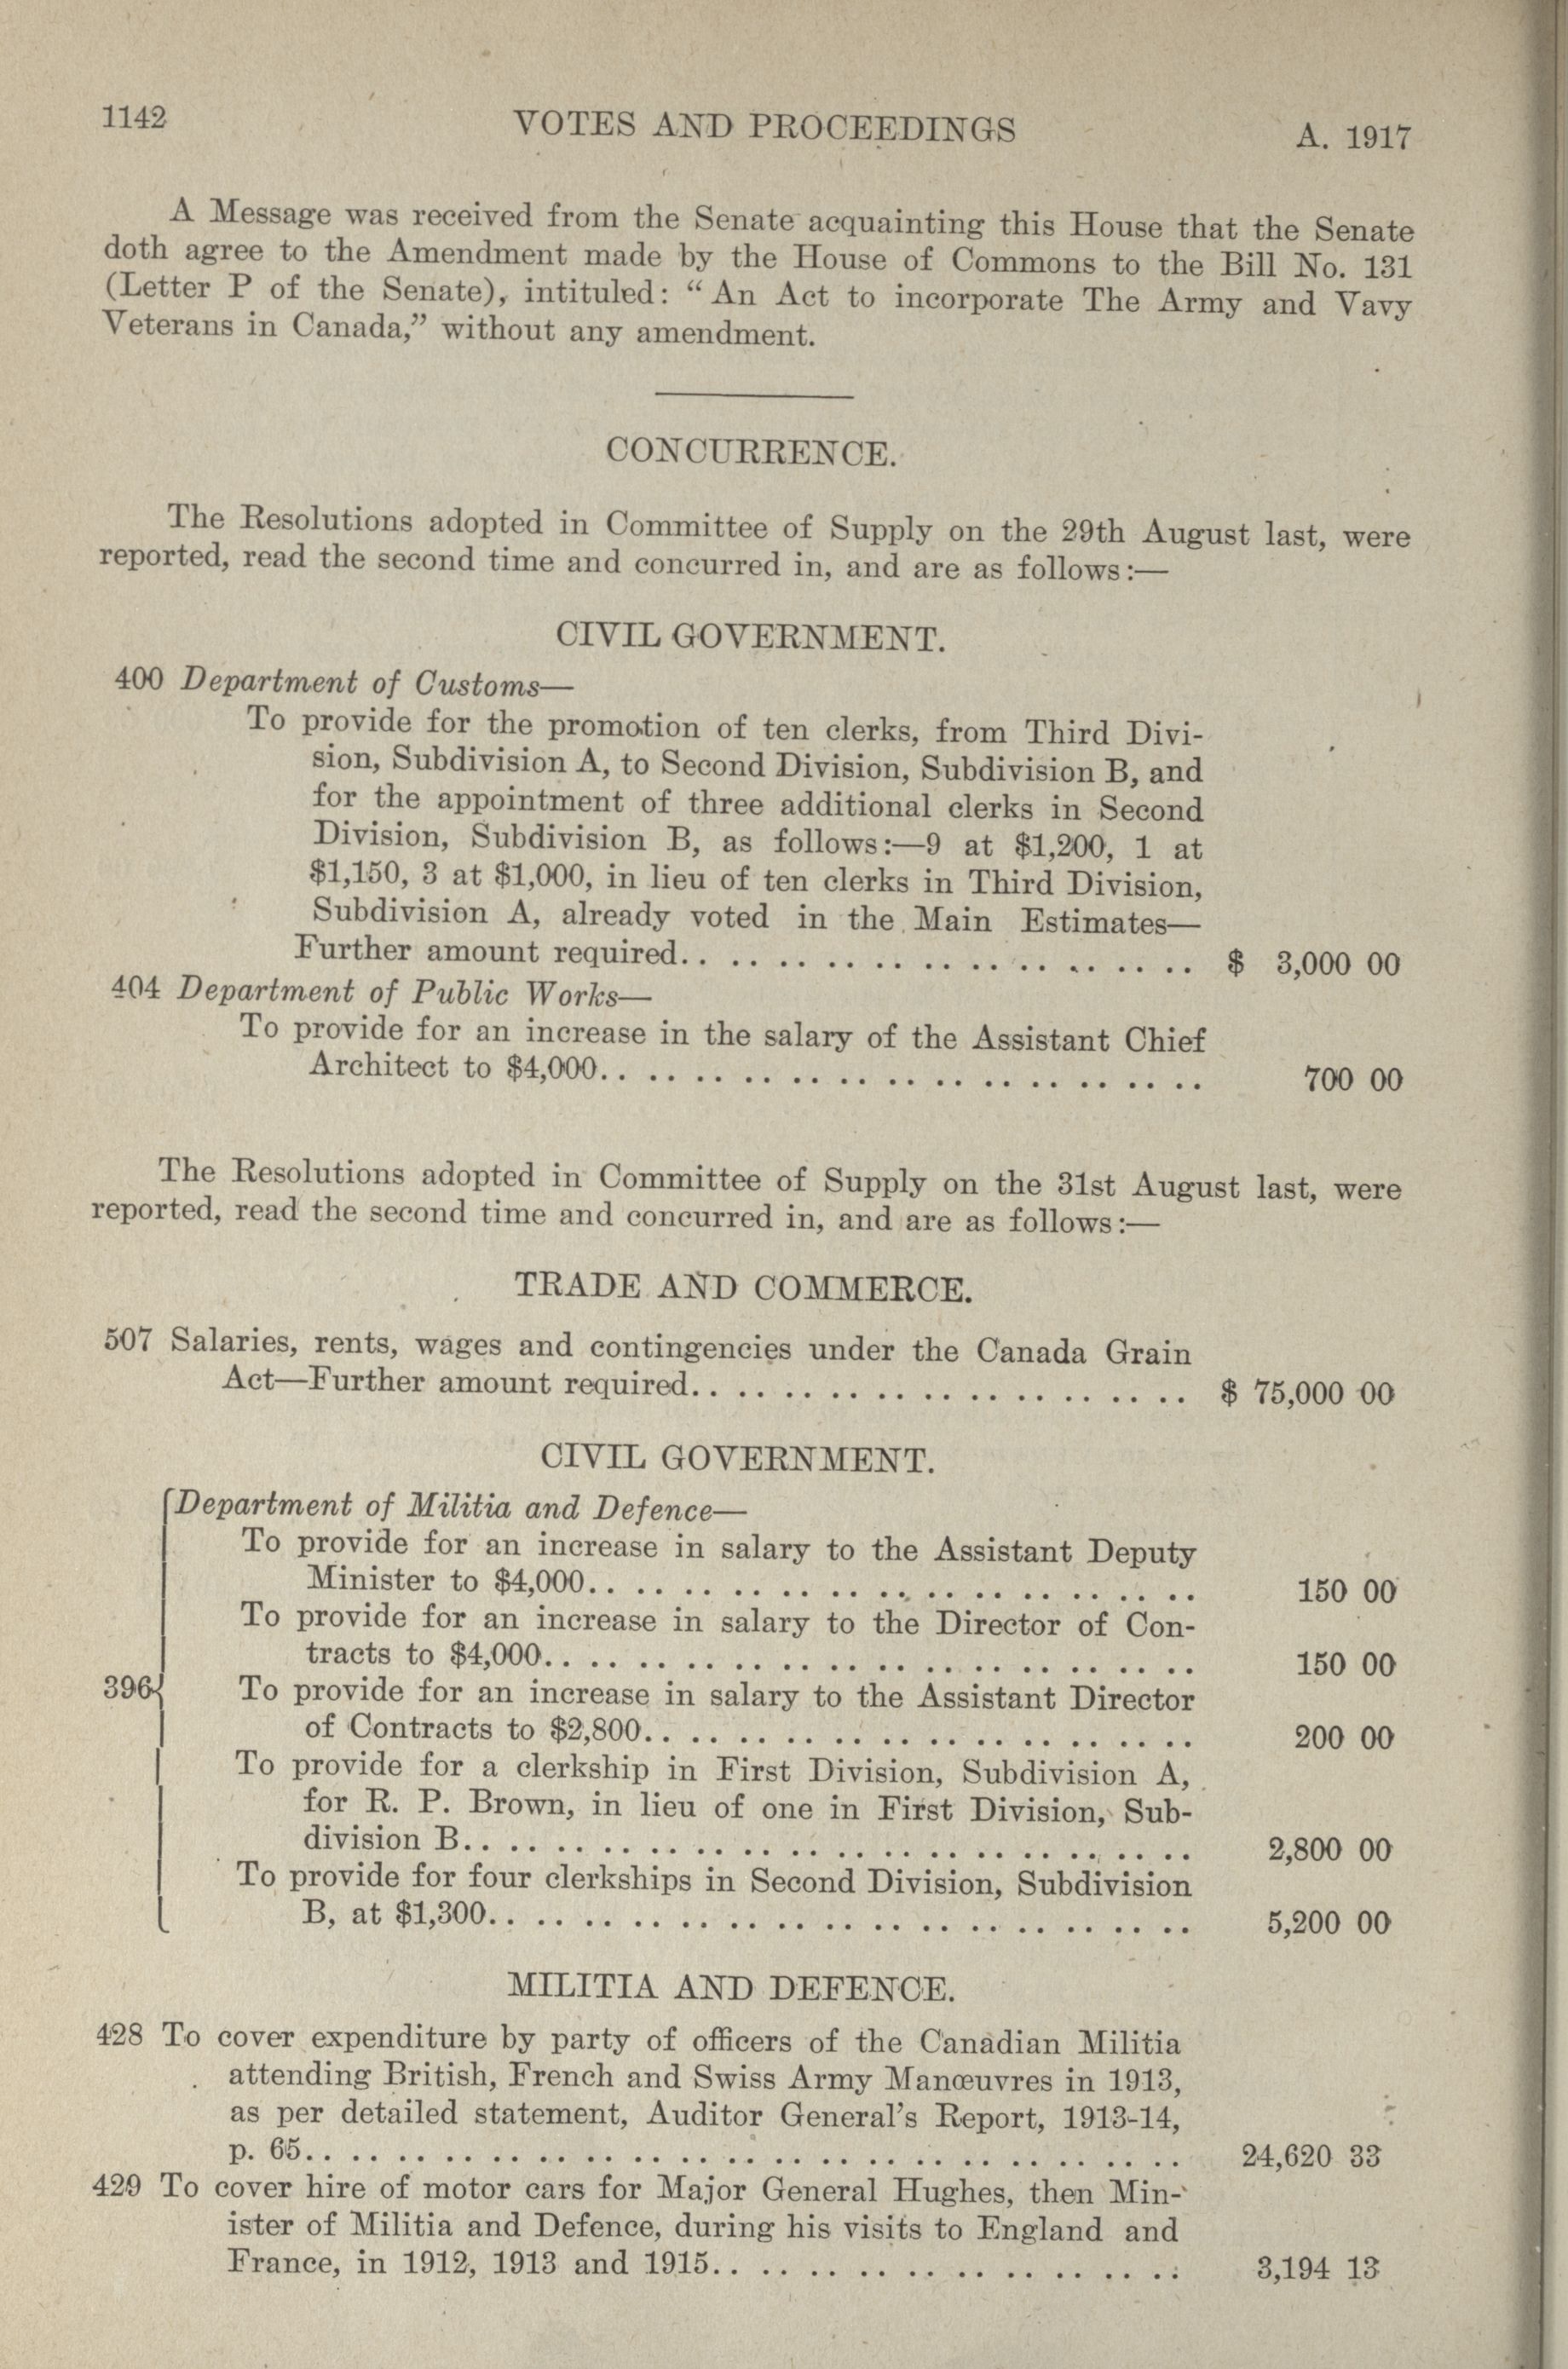 1142 VOTES AND PROCEEDINGS A. 1917
A Message was received from the Senate acquainting this House that the Senate
doth agree to the Amendment made by the House of Commons to the Bill No. 131
(Letter P of the Senate), intituled: “ An Act to incorporate The Army and Vavy
Veterans in Canada,” without any amendment.
CONCURRENCE.
The Resolutions adopted in Committee of Supply on the 29th August last, were
reported, read the second time and concurred in, and are as follows:—
CIVIL GOVERNMENT.
400 Department of Customs—
To provide for the promotion of ten clerks, from Third Divi-
sion, Subdivision A, to Second Division, Subdivision B, and
for the appointment of three additional clerks in Second
Division, Subdivision B, as follows:—9 at $1,200, 1 at
$1,150, 3 at $1,000, in lieu of ten clerks in Third Division,
Subdivision A, already voted in the Main Estimates—
Further amount required.. .. .. .. .. .. .. .. .. .. .. $ 3,000 00
404 Department of Public Works—
To provide for an increase in the salary of the Assistant Chief
Architect to $4,000.. .. .. .. .. .. .. .. .. .. .. .. .. 700 00
The Resolutions adopted in Committee of Supply on the 31st August last, were
reported, read the second time and concurred in, and are as follows:—
TRADE AND COMMERCE.
507 Salaries, rents, wages and contingencies under the Canada Grain
Act—Further amount required.. .. .. .. .. .. .. .. .. .. .. $ 75,000 00
CIVIL GOVERNMENT.
Department of Militia and Defence—
To provide for an increase in salary to the Assistant Deputy
Minister to $4,000.. .. .. .. .. .. .. .. .. .. .. .. .. 150 00
To provide for an increase in salary to the Director of Con-
tracts to $4,000.. .. .. .. .. .. .. .. .. .. .. .. .. .. 150 00
396 To provide for an increase in salary to the Assistant Director
of Contracts to $2,800.. .. .. .. .. .. .. .. .. .. .. .. 200 00
To provide for a clerkship in First Division, Subdivision A,
for R. P. Brown, in lieu of one in First Division, Sub-
division B.. .. .. .. .. .. .. .. .. .. .. .. .. .. .. .. 2,800 00
To provide for four clerkships in Second Division, Subdivision
B, at $1,300.. .. .. .. .. .. .. .. .. .. .. .. .. .. .. 5,200 00
MILITIA AND DEFENCE.
428 To cover expenditure by party of officers of the Canadian Militia
attending British, French and Swiss Army Manœuvres in 1913,
as per detailed statement, Auditor General's Report, 1913-14,
p. 65.. .. .. .. .. .. .. .. .. .. .. .. .. .. .. .. .. .. .. 24,620 33
429 To cover hire of motor cars for Major General Hughes, then Min-
ister of Militia and Defence, during his visits to England and
France, in 1912, 1913 and 1915.. .. .. .. .. .. .. .. .. .. 3,194 13